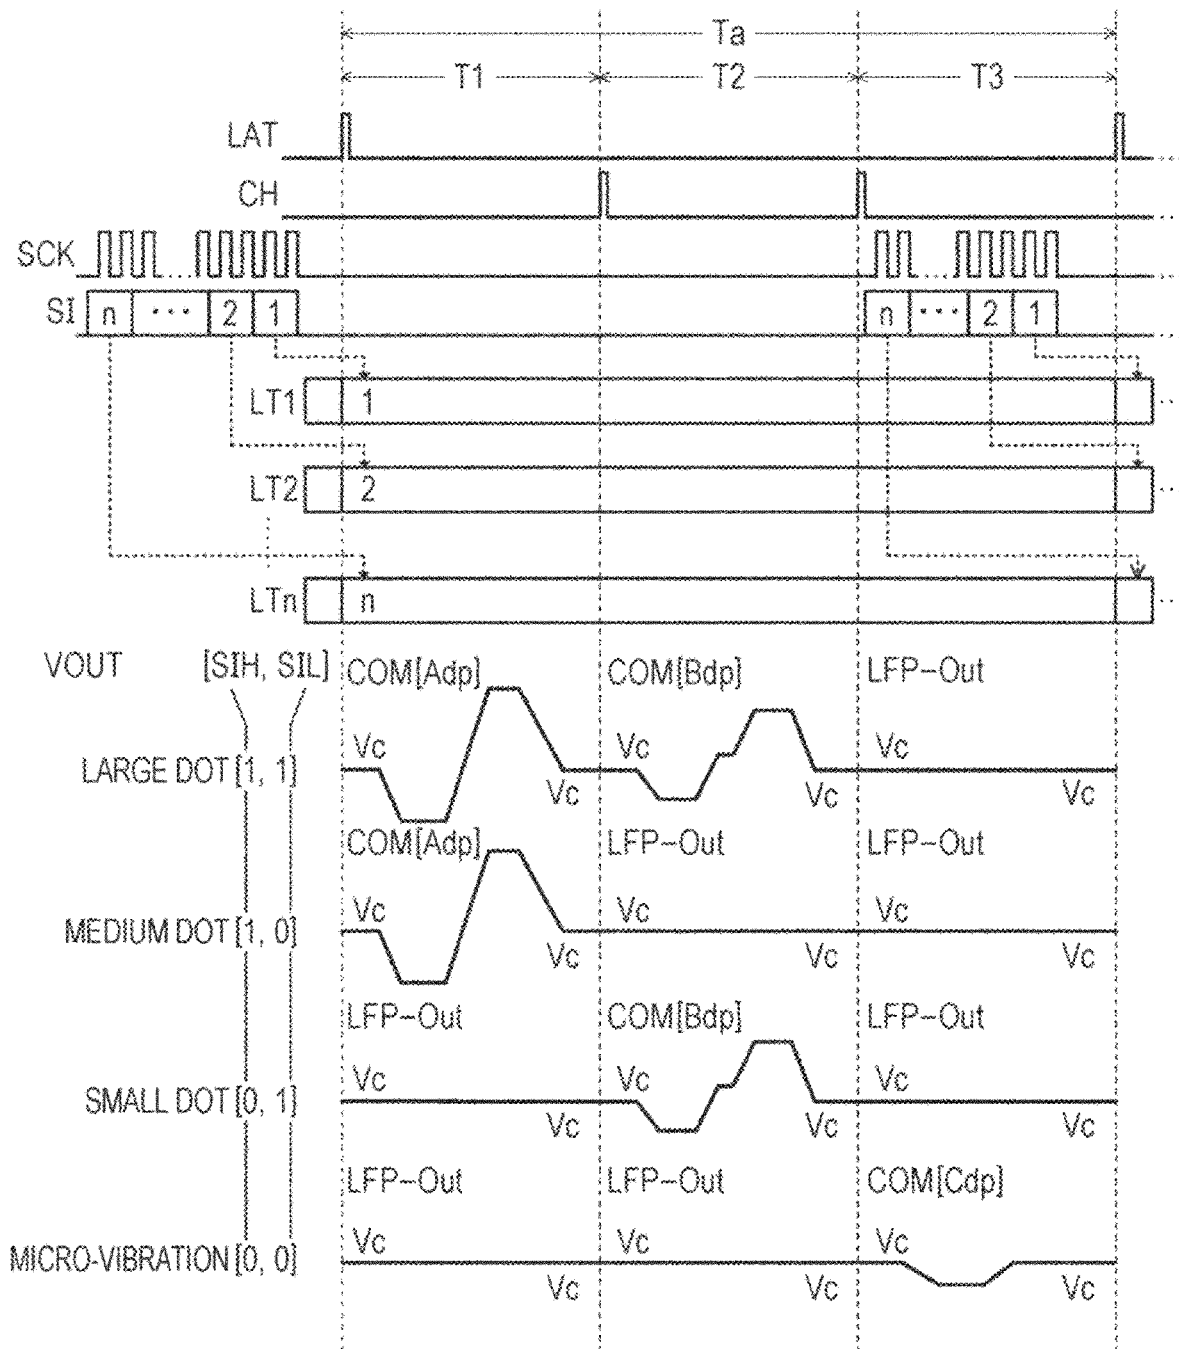 Ta
T1 T2 T3
LAT
CH
SCK
SI n ... 2 1 n ... 2 1
LT1 1
LT2 2
LTn n
VOUT [SIH, SIL] COM[Adp] COM[Bdp] LFP-Out
Vc Vc Vc
LARGE DOT [1, 1]
Vc Vc Vc
COM[Adp] LFP-Out LFP-Out
Vc Vc Vc
MEDIUM DOT [1, 0]
Vc Vc Vc
LFP-Out COM[Bdp] LFP-Out
Vc Vc Vc
SMALL DOT [0, 1]
Vc Vc Vc
LFP-Out LFP-Out COM[Cdp]
Vc Vc Vc
MICRO-VIBRATION [0, 0]
Vc Vc Vc